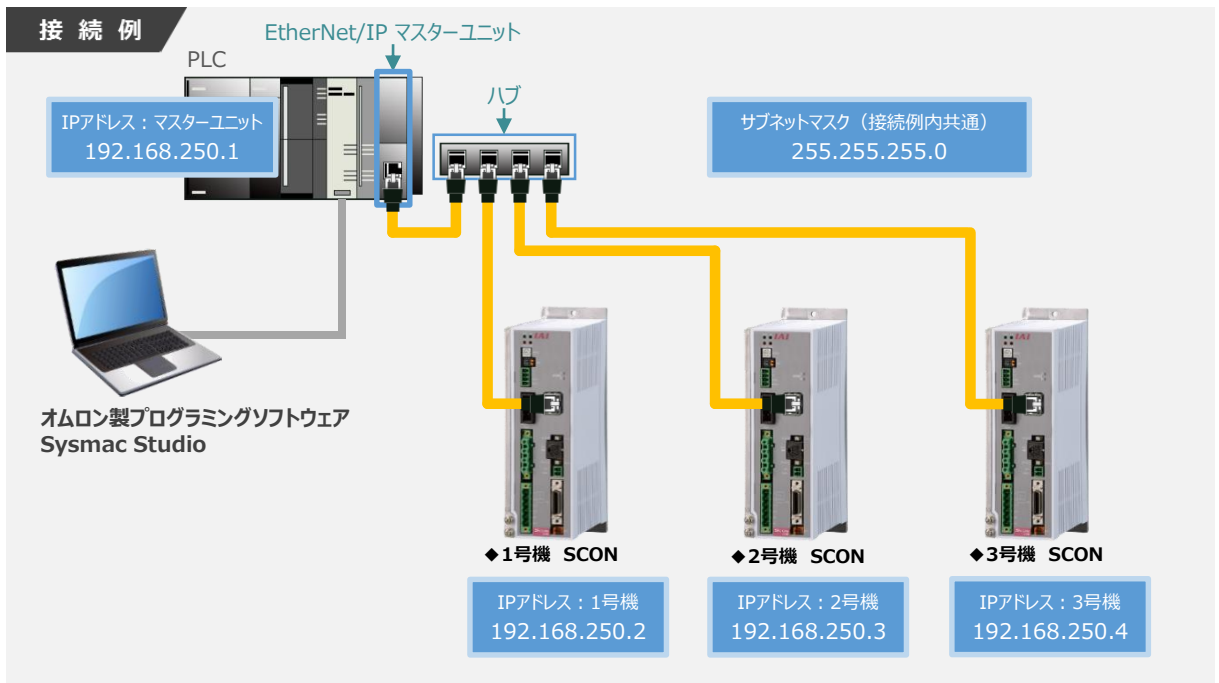 接続例
EtherNet/IP マスターユニット
PLC
ハブ
IPアドレス：マスターユニット
192.168.250.1
サブネットマスク（接続例内共通）
255.255.255.0
オムロン製プログラミングソフトウェア
Sysmac Studio
IAI
IAI
IAI
◆1号機 SCON
◆2号機 SCON
◆3号機 SCON
IPアドレス：1号機
192.168.250.2
IPアドレス：2号機
192.168.250.3
IPアドレス：3号機
192.168.250.4